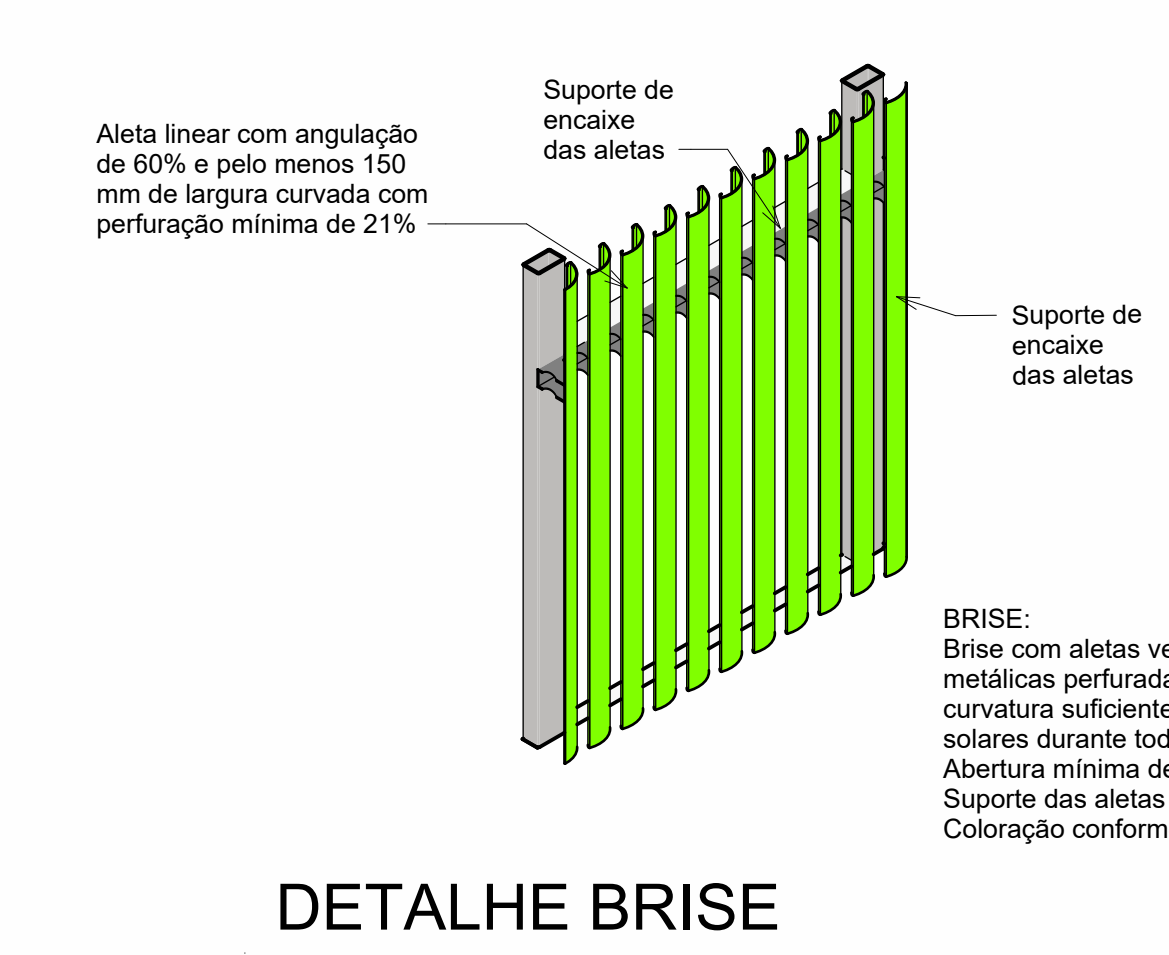 Suporte de
encaixe
das aletas
Aleta linear com angulação
de 60% e pelo menos 150
mm de largura curvada com
perfuração mínima de 21%
Suporte de
encaixe
das aletas
BRISE:
Brise com aletas ve
metálicas perfurada
curvatura suficiente
solares durante tod
Abertura mínima de
Suporte das aletas
Coloração conform
DETALHE BRISE